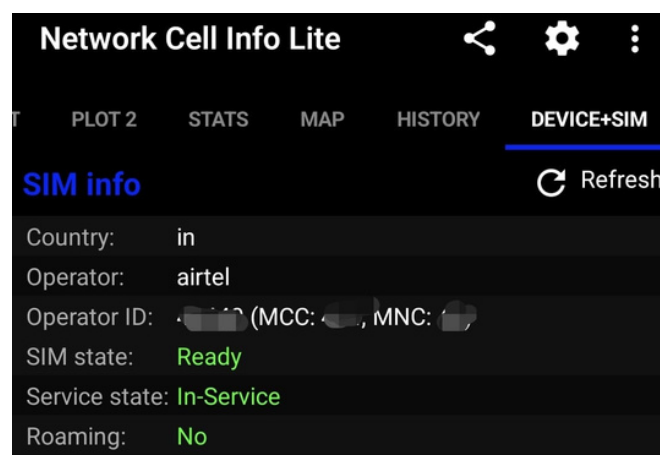 Network Cell Info Lite
T PLOT 2 STATS MAP HISTORY DEVICE+SIM
SIM info Refresh
Country: in
Operator: airtel
Operator ID: (MCC: , MNC:
SIM state: Ready
Service state: In-Service
Roaming: No